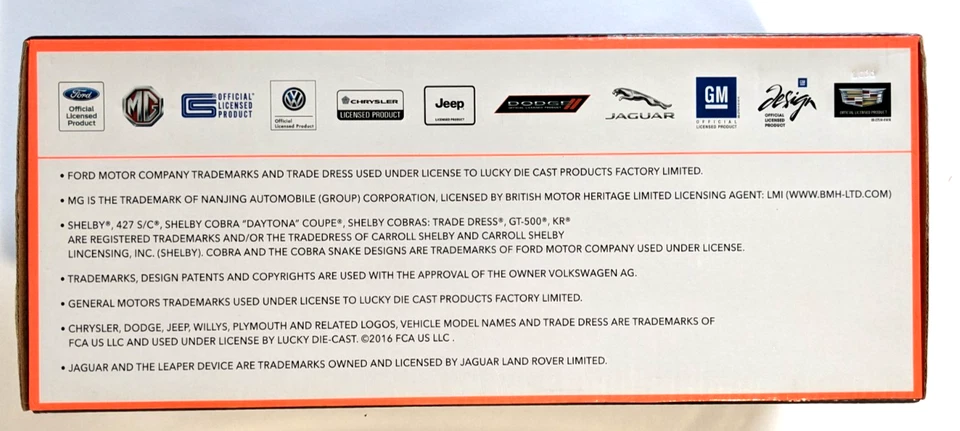 Ford
Official
Licensed
Product
MG
OFFICIAL
LICENSED
PRODUCT
Official
Licensed Product
CHRYSLER
LICENSED PRODUCT
Jeep
LICENSED PRODUCT
DODGE
JAGUAR
GM
OFFICIAL
LICENSED PRODUCT
GM
Design
OFFICIAL
LICENSED
PRODUCT
OFFICIAL LICENSED PRODUCT
• FORD MOTOR COMPANY TRADEMARKS AND TRADE DRESS USED UNDER LICENSE TO LUCKY DIE CAST PRODUCTS FACTORY LIMITED.
• MG IS THE TRADEMARK OF NANJING AUTOMOBILE (GROUP) CORPORATION, LICENSED BY BRITISH MOTOR HERITAGE LIMITED LICENSING AGENT: LMI (WWW.BMH-LTD.COM)
• SHELBY®, 427 S/C®, SHELBY COBRA "DAYTONA" COUPE®, SHELBY COBRAS: TRADE DRESS®, GT-500®, KR®
ARE REGISTERED TRADEMARKS AND/OR THE TRADEDRESS OF CARROLL SHELBY AND CARROLL SHELBY
LINCENSING, INC. (SHELBY). COBRA AND THE COBRA SNAKE DESIGNS ARE TRADEMARKS OF FORD MOTOR COMPANY USED UNDER LICENSE.
• TRADEMARKS, DESIGN PATENTS AND COPYRIGHTS ARE USED WITH THE APPROVAL OF THE OWNER VOLKSWAGEN AG.
• GENERAL MOTORS TRADEMARKS USED UNDER LICENSE TO LUCKY DIE CAST PRODUCTS FACTORY LIMITED.
• CHRYSLER, DODGE, JEEP, WILLYS, PLYMOUTH AND RELATED LOGOS, VEHICLE MODEL NAMES AND TRADE DRESS ARE TRADEMARKS OF
FCA US LLC AND USED UNDER LICENSE BY LUCKY DIE-CAST. ©2016 FCA US LLC .
• JAGUAR AND THE LEAPER DEVICE ARE TRADEMARKS OWNED AND LICENSED BY JAGUAR LAND ROVER LIMITED.